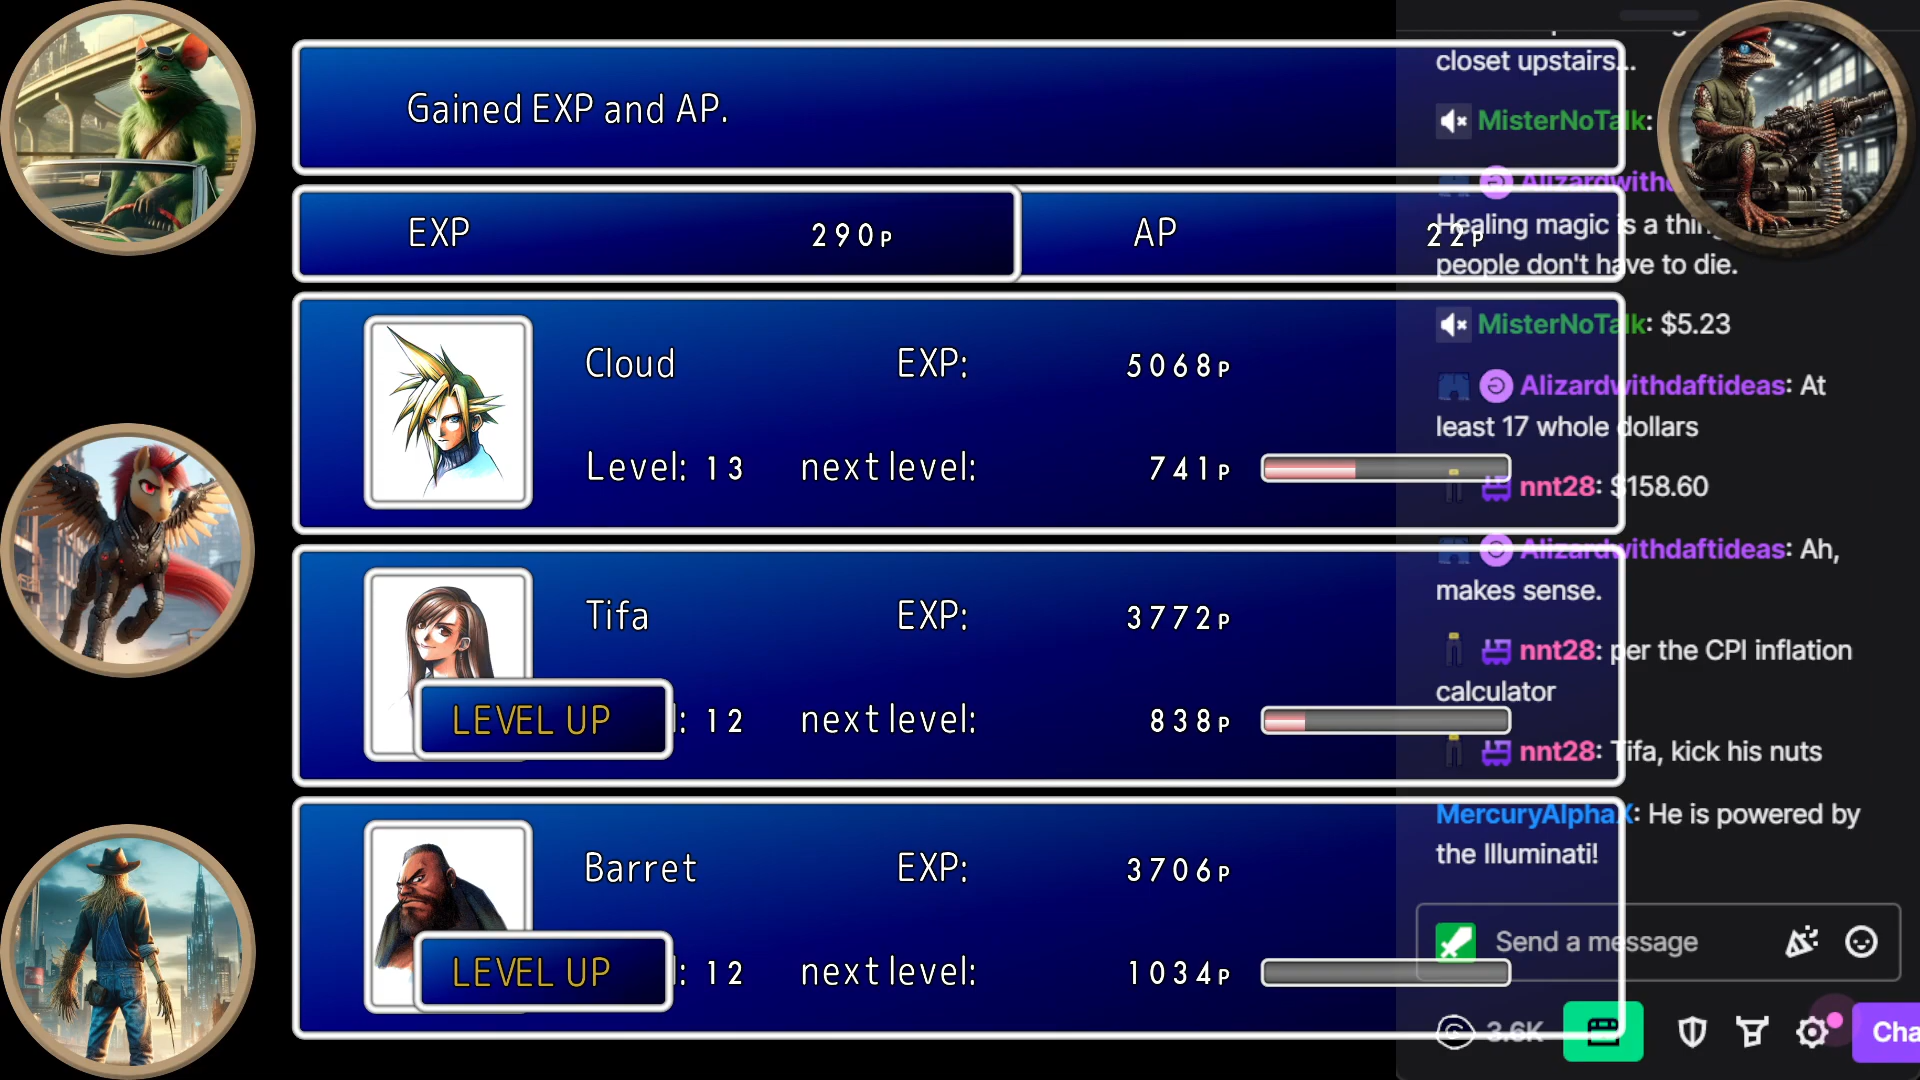 Gained EXP and AP.
EXP 290P AP 22P
Cloud EXP: 5068P
Level: 13 next level: 741P
Tifa EXP: 3772P
LEVEL UP : 12 next level: 838P
Barret EXP: 3706P
LEVEL UP : 12 next level: 1034P
closet upstairs...
MisterNoTalk:
Alizardwith
Healing magic is a thing
people don't have to die.
MisterNoTalk: $5.23
Alizardwithdaftideas: At
least 17 whole dollars
nnt28: $158.60
Alizardwithdaftideas: Ah,
makes sense.
nnt28: per the CPI inflation
calculator
nnt28: Tifa, kick his nuts
MercuryAlphaX: He is powered by
the Illuminati!
Send a message
3.6K Cha